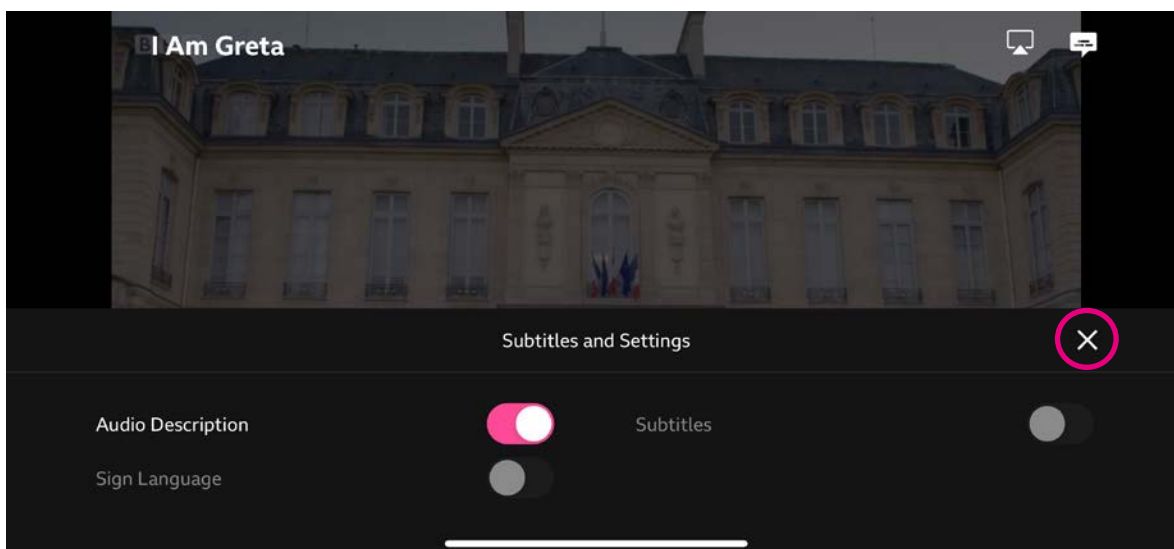 I Am Greta
Subtitles and Settings
Audio Description
Subtitles
Sign Language